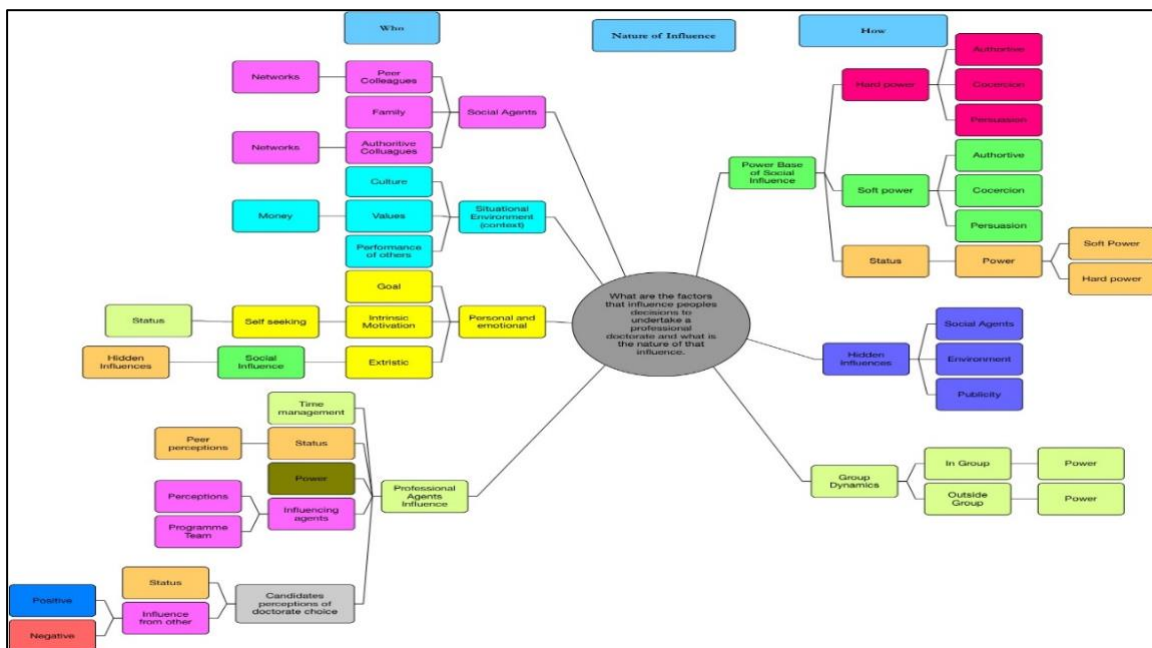 Who
Nature of Influence
How
Networks
Peer
Colleagues
Family
Networks
Authoritive
Colluagues
Social Agents
Culture
Money
Values
Performance
of others
Situational
Environment
(context)
Goal
Status
Self seeking
Intrinsic
Motivation
Hidden
Influences
Social
Influence
Extristic
Personal and
emotional
Time
management
Peer
perceptions
Status
Power
Perceptions
Programme
Team
Influencing
agents
Professional
Agents
Influence
Positive
Negative
Status
Influence
from other
Candidates
perceptions of
doctorate choice
What are the factors
that influence peoples
decisions to
undertake a
professional
doctorate and what is
the nature of that
influence.
Power Base
of Social
Influence
Hard power
Authortive
Cocercion
Persuasion
Soft power
Authortive
Cocercion
Persuasion
Status
Power
Soft Power
Hard power
Hidden
Influences
Social Agents
Environment
Publicity
Group
Dynamics
In Group
Power
Outside
Group
Power